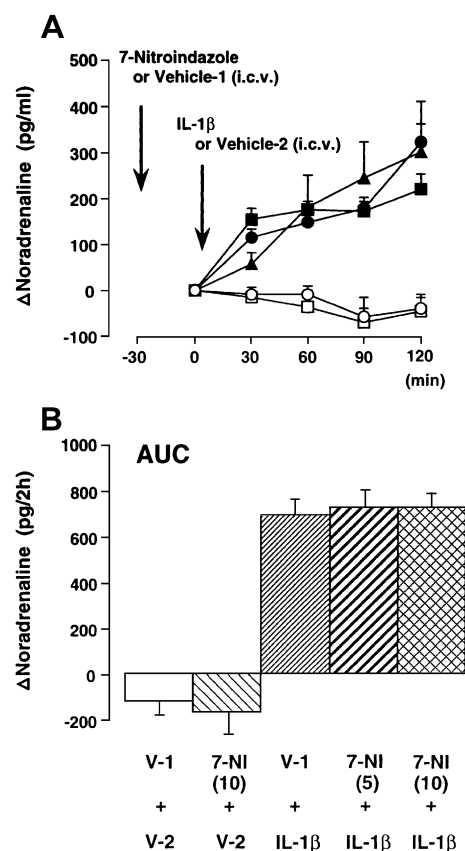 A
7-Nitroindazole
or Vehicle-1 (i.c.v.)
IL-1β
or Vehicle-2 (i.c.v.)
ΔNoradrenaline (pg/ml)
500
400
300
200
100
0
-100
-30 0 30 60 90 120
(min)
B
AUC
ΔNoradrenaline (pg/2h)
1000
800
600
400
200
0
-200
V-1 7-NI V-1 7-NI 7-NI
(10) (5) (10)
+ + + + +
V-2 V-2 IL-1β IL-1β IL-1β